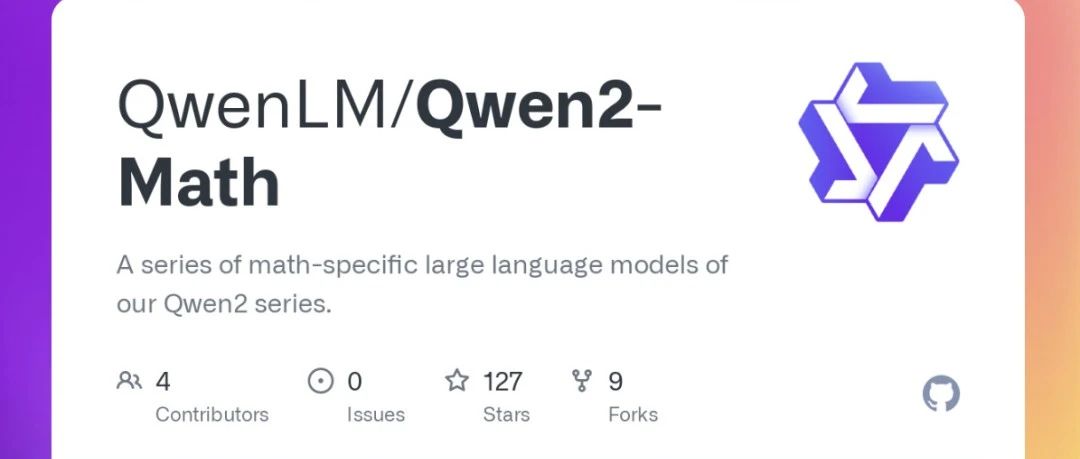 QwenLM/Qwen2-
Math
A series of math-specific large language models of
our Qwen2 series.
4 0 127 9
Contributors Issues Stars Forks